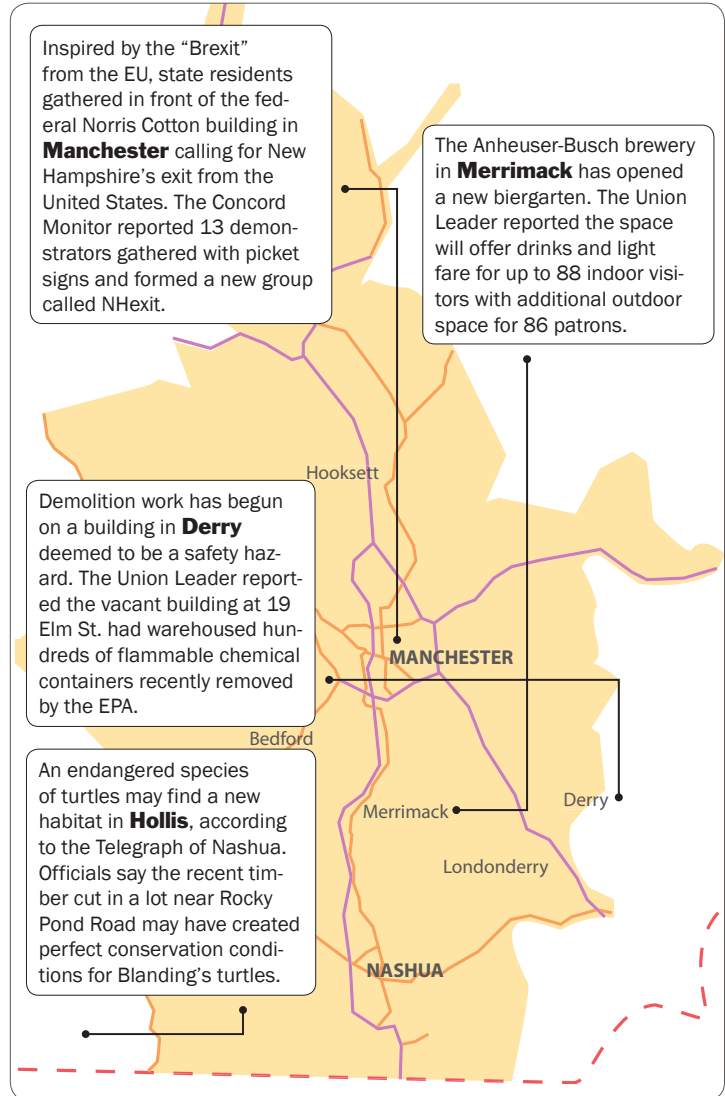 Inspired by the “Brexit”
from the EU, state residents
gathered in front of the fed-
eral Norris Cotton building in
Manchester calling for New
Hampshire’s exit from the
United States. The Concord
Monitor reported 13 demon-
strators gathered with picket
signs and formed a new group
called NHexit.
The Anheuser-Busch brewery
in Merrimack has opened
a new biergarten. The Union
Leader reported the space
will offer drinks and light
fare for up to 88 indoor visi-
tors with additional outdoor
space for 86 patrons.
Hooksett
Demolition work has begun
on a building in Derry
deemed to be a safety haz-
ard. The Union Leader report-
ed the vacant building at 19
Elm St. had warehoused hun-
dreds of flammable chemical
containers recently removed
by the EPA.
MANCHESTER
Bedford
An endangered species
of turtles may find a new
habitat in Hollis, according
to the Telegraph of Nashua.
Officials say the recent tim-
ber cut in a lot near Rocky
Pond Road may have created
perfect conservation condi-
tions for Blanding’s turtles.
Merrimack
Derry
Londonderry
NASHUA